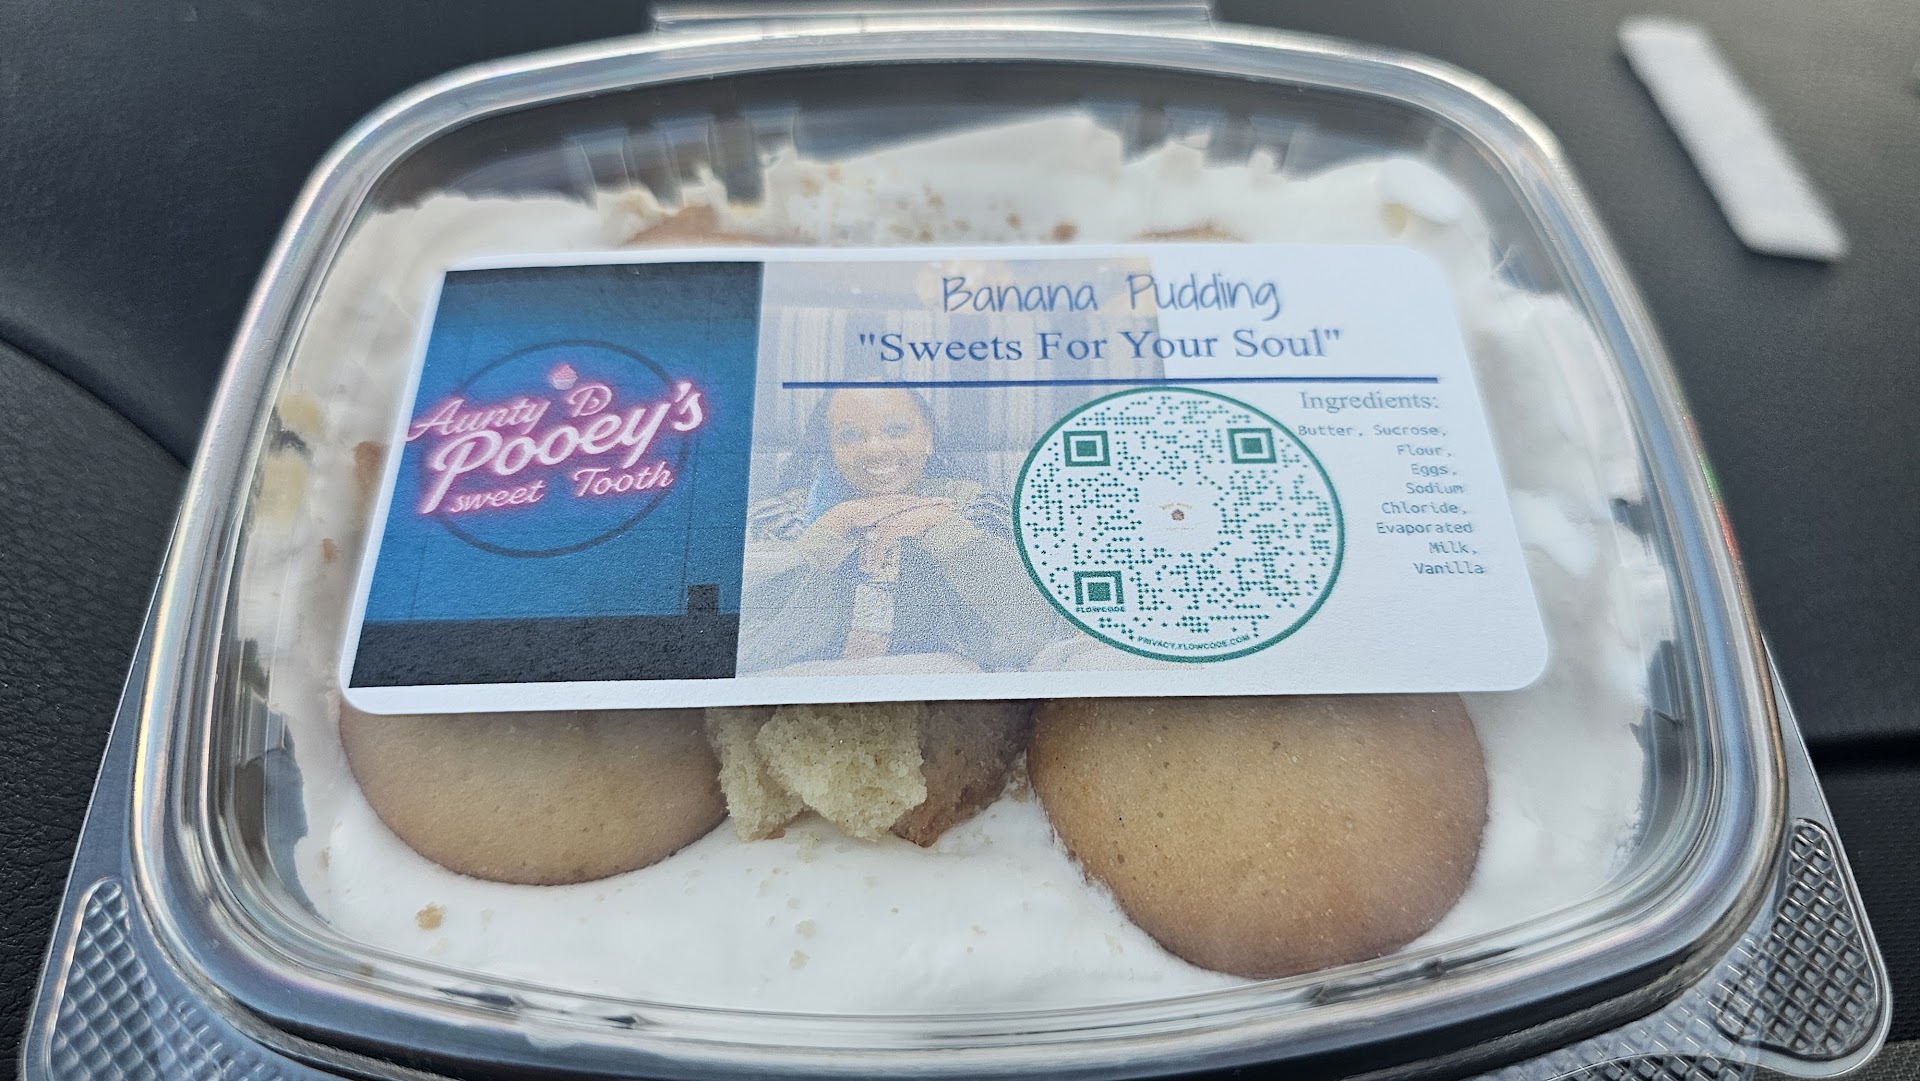 Aunty D
Pooey's
sweet Tooth
Banana Pudding
"Sweets For Your Soul"
Ingredients:
Butter, Sucrose,
Flour,
Eggs,
Sodium
Chloride,
Evaporated
Milk,
Vanilla
FLOWCODE
PRIVACY.FLOWCODE.COM